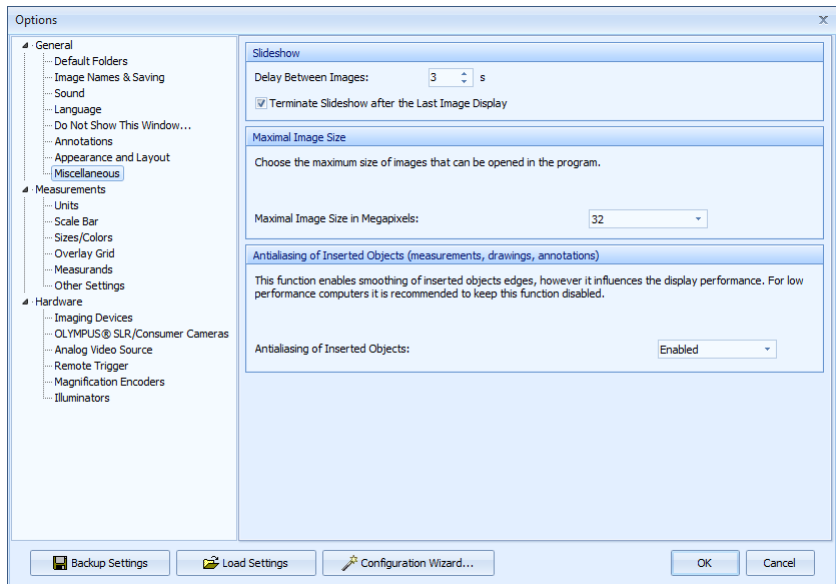 Options
General
Default Folders
Image Names & Saving
Sound
Language
Do Not Show This Window...
Annotations
Appearance and Layout
Miscellaneous
Measurements
Units
Scale Bar
Sizes/Colors
Overlay Grid
Measurands
Other Settings
Hardware
Imaging Devices
OLYMPUS® SLR/Consumer Cameras
Analog Video Source
Remote Trigger
Magnification Encoders
Illuminators
Slideshow
Delay Between Images: 3 s
Terminate Slideshow after the Last Image Display
Maximal Image Size
Choose the maximum size of images that can be opened in the program.
Maximal Image Size in Megapixels: 32
Antialiasing of Inserted Objects (measurements, drawings, annotations)
This function enables smoothing of inserted objects edges, however it influences the display performance. For low
performance computers it is recommended to keep this function disabled.
Antialiasing of Inserted Objects: Enabled
Backup Settings Load Settings Configuration Wizard... OK Cancel